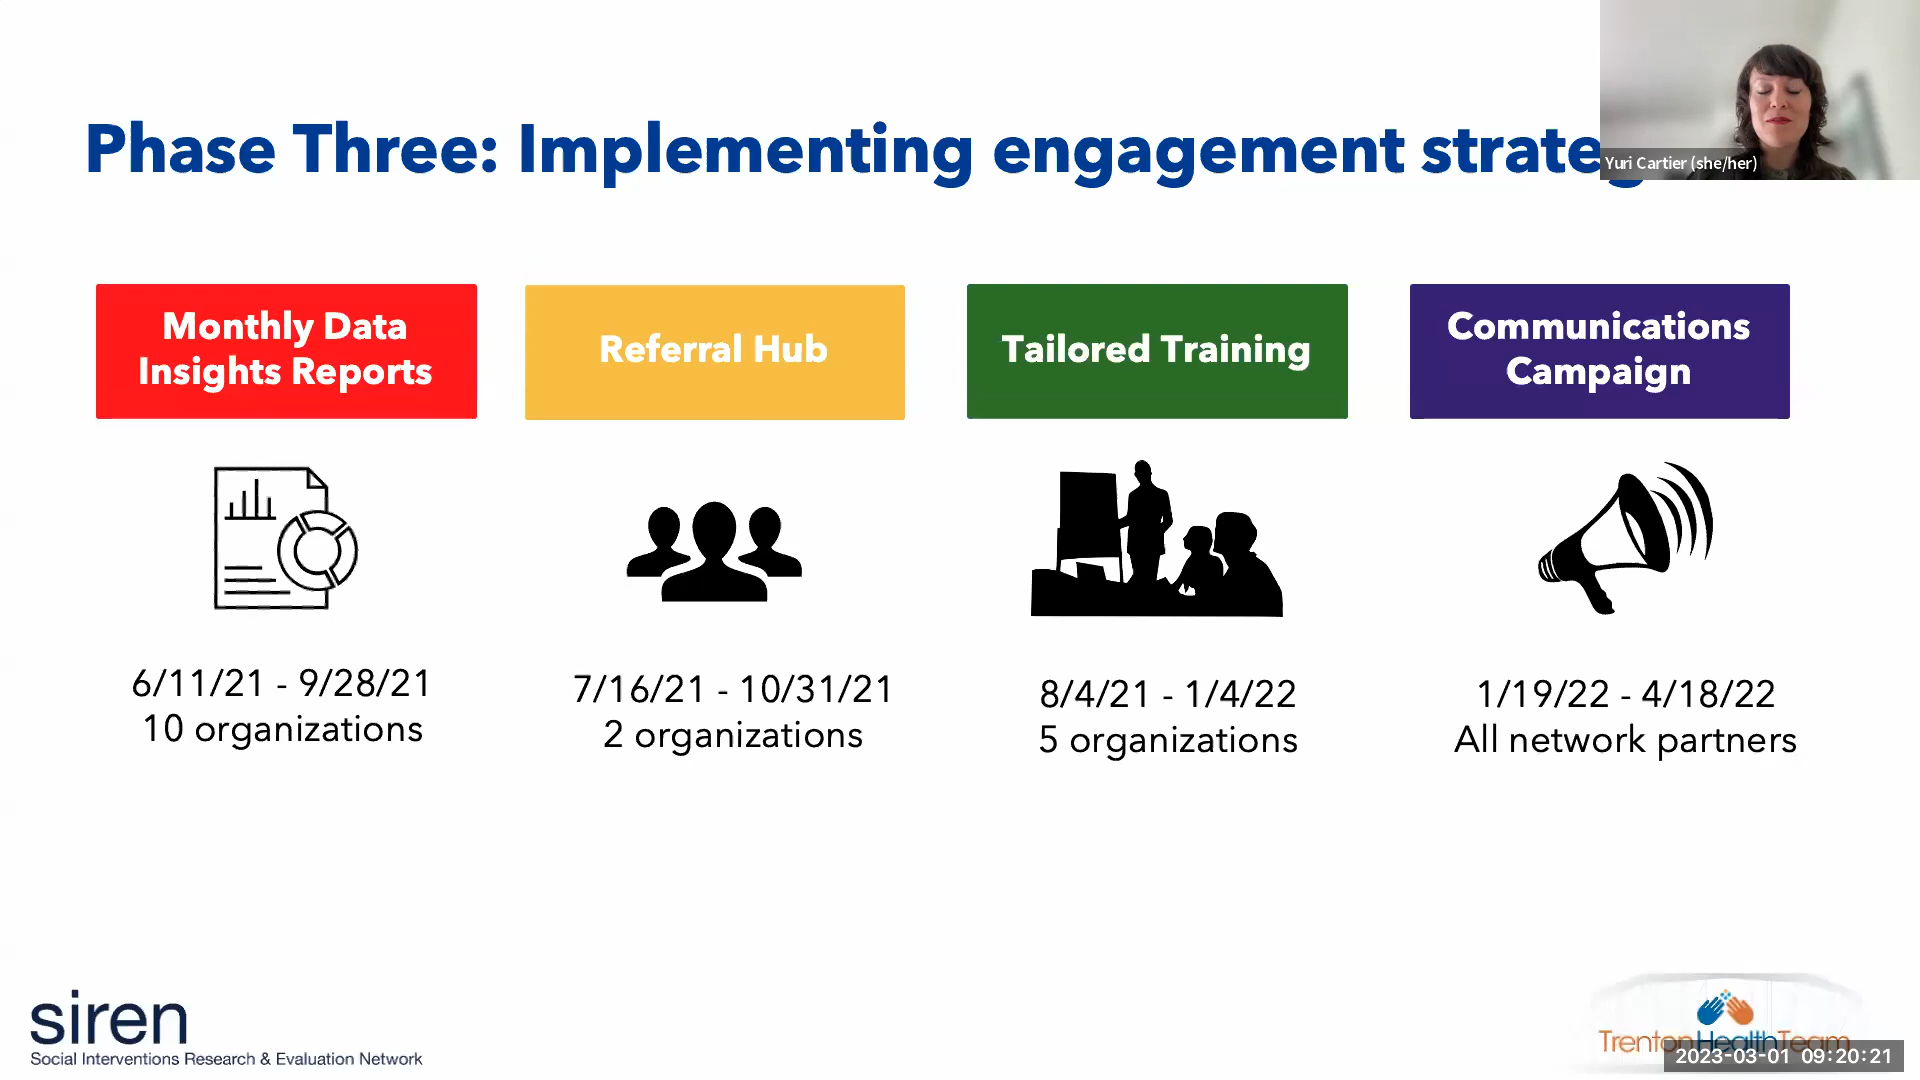 Phase Three: Implementing engagement strateg
Yuri Cartier (she/her)
Monthly Data
Insights Reports
Referral Hub
Tailored Training
Communications
Campaign
6/11/21 - 9/28/21
10 organizations
7/16/21 - 10/31/21
2 organizations
8/4/21 - 1/4/22
5 organizations
1/19/22 - 4/18/22
All network partners
siren
Social Interventions Research & Evaluation Network
TrentonHealthTeam
2023-03-01 09:20:21